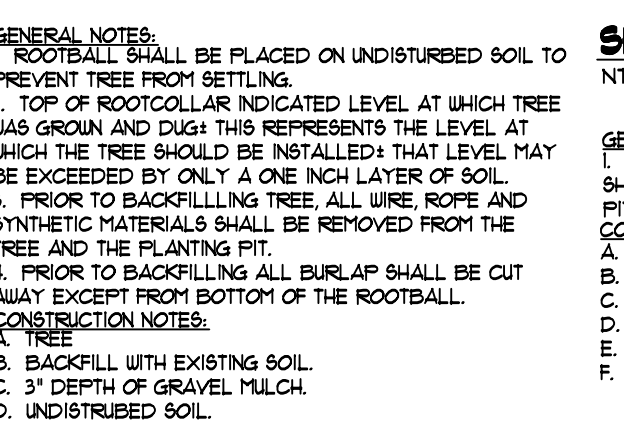 GENERAL NOTES:
ROOTBALL SHALL BE PLACED ON UNDISTURBED SOIL TO
PREVENT TREE FROM SETTLING.
. TOP OF ROOTCOLLAR INDICATED LEVEL AT WHICH TREE
WAS GROWN AND DUG± THIS REPRESENTS THE LEVEL AT
WHICH THE TREE SHOULD BE INSTALLED± THAT LEVEL MAY
BE EXCEEDED BY ONLY A ONE INCH LAYER OF SOIL.
. PRIOR TO BACKFILLLING TREE, ALL WIRE, ROPE AND
SYNTHETIC MATERIALS SHALL BE REMOVED FROM THE
TREE AND THE PLANTING PIT.
. PRIOR TO BACKFILLING ALL BURLAP SHALL BE CUT
AWAY EXCEPT FROM BOTTOM OF THE ROOTBALL.
CONSTRUCTION NOTES:
A. TREE
B. BACKFILL WITH EXISTING SOIL.
C. 3" DEPTH OF GRAVEL MULCH.
D. UNDISTRUBED SOIL.
NT
GE
1.
SH
PI
CO
A.
B.
C.
D.
E.
F.